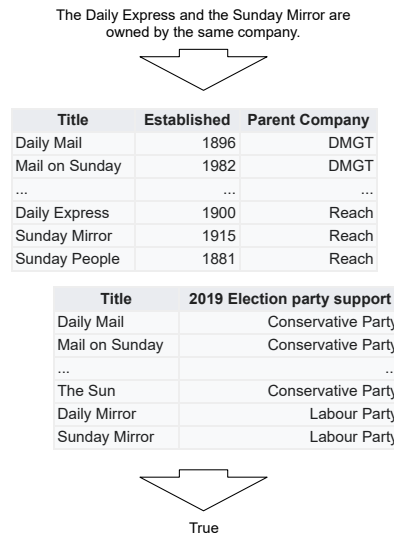 The Daily Express and the Sunday Mirror are
owned by the same company.
Title Established Parent Company
Daily Mail 1896 DMGT
Mail on Sunday 1982 DMGT
... ... ...
Daily Express 1900 Reach
Sunday Mirror 1915 Reach
Sunday People 1881 Reach
Title 2019 Election party support
Daily Mail Conservative Party
Mail on Sunday Conservative Party
... ...
The Sun Conservative Party
Daily Mirror Labour Party
Sunday Mirror Labour Party
True